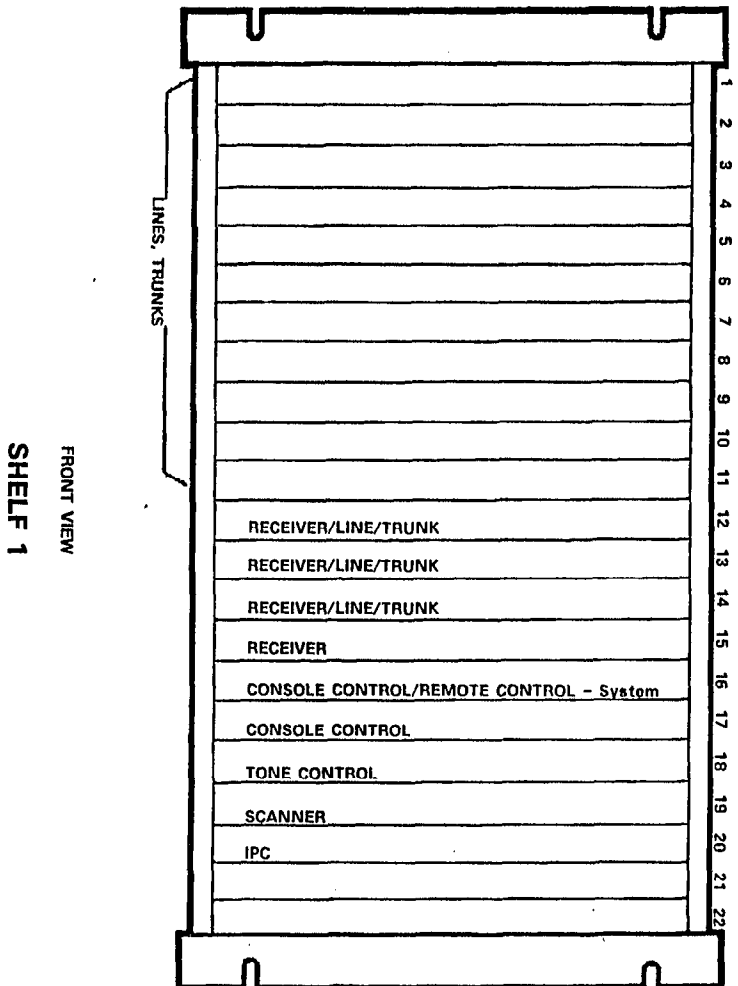 1
2
3
4
5
6
7
8
9
10
11
12
13
14
15
16
17
18
19
20
21
22
LINES, TRUNKS
RECEIVER/LINE/TRUNK
RECEIVER/LINE/TRUNK
RECEIVER/LINE/TRUNK
RECEIVER
CONSOLE CONTROL/REMOTE CONTROL - System
CONSOLE CONTROL
TONE CONTROL
SCANNER
IPC
FRONT VIEW
SHELF 1